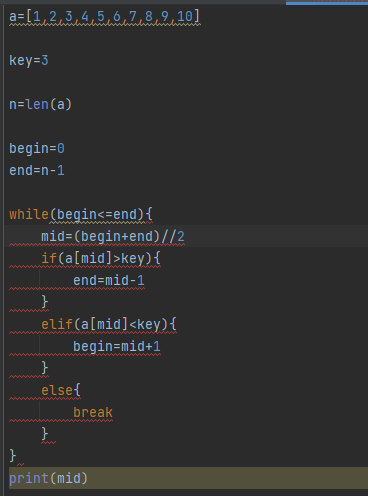 a=[1,2,3,4,5,6,7,8,9,10]
key=3
n=len(a)
begin=0
end=n-1
while(begin<=end){
    mid=(begin+end)//2
    if(a[mid]>key){
        end=mid-1
    }
    elif(a[mid]<key){
        begin=mid+1
    }
    else{
        break
    }
}
print(mid)